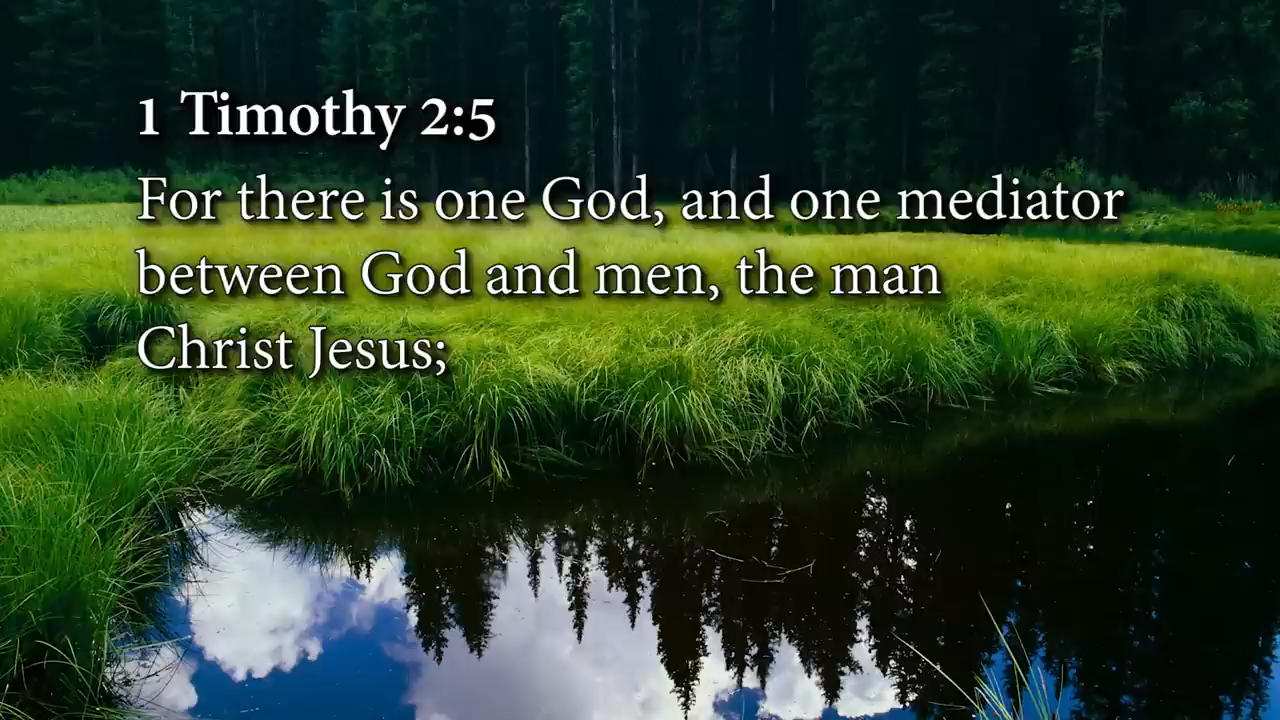 1 Timothy 2:5
For there is one God, and one mediator
between God and men, the man
Christ Jesus;